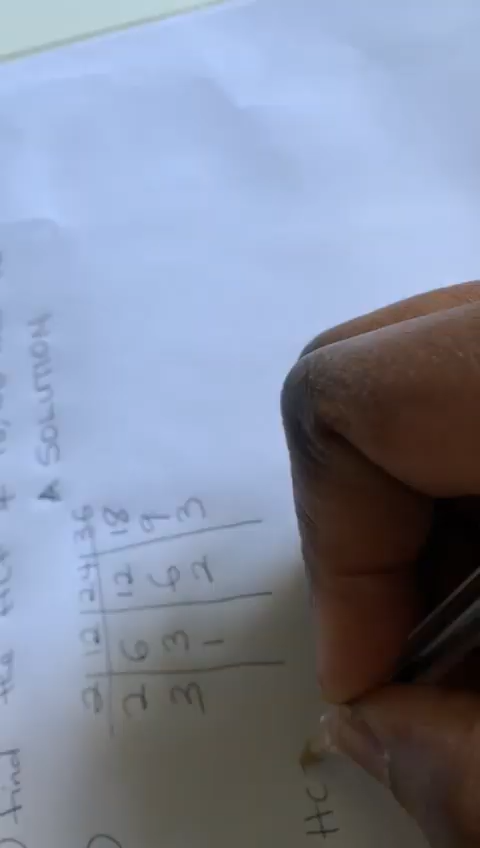 ) find the HCF
A SOLUTION
2 | 12 | 24 | 36
2 | 6 | 12 | 18
3 | 3 | 6 | 9
1 | 2 | 3
HC